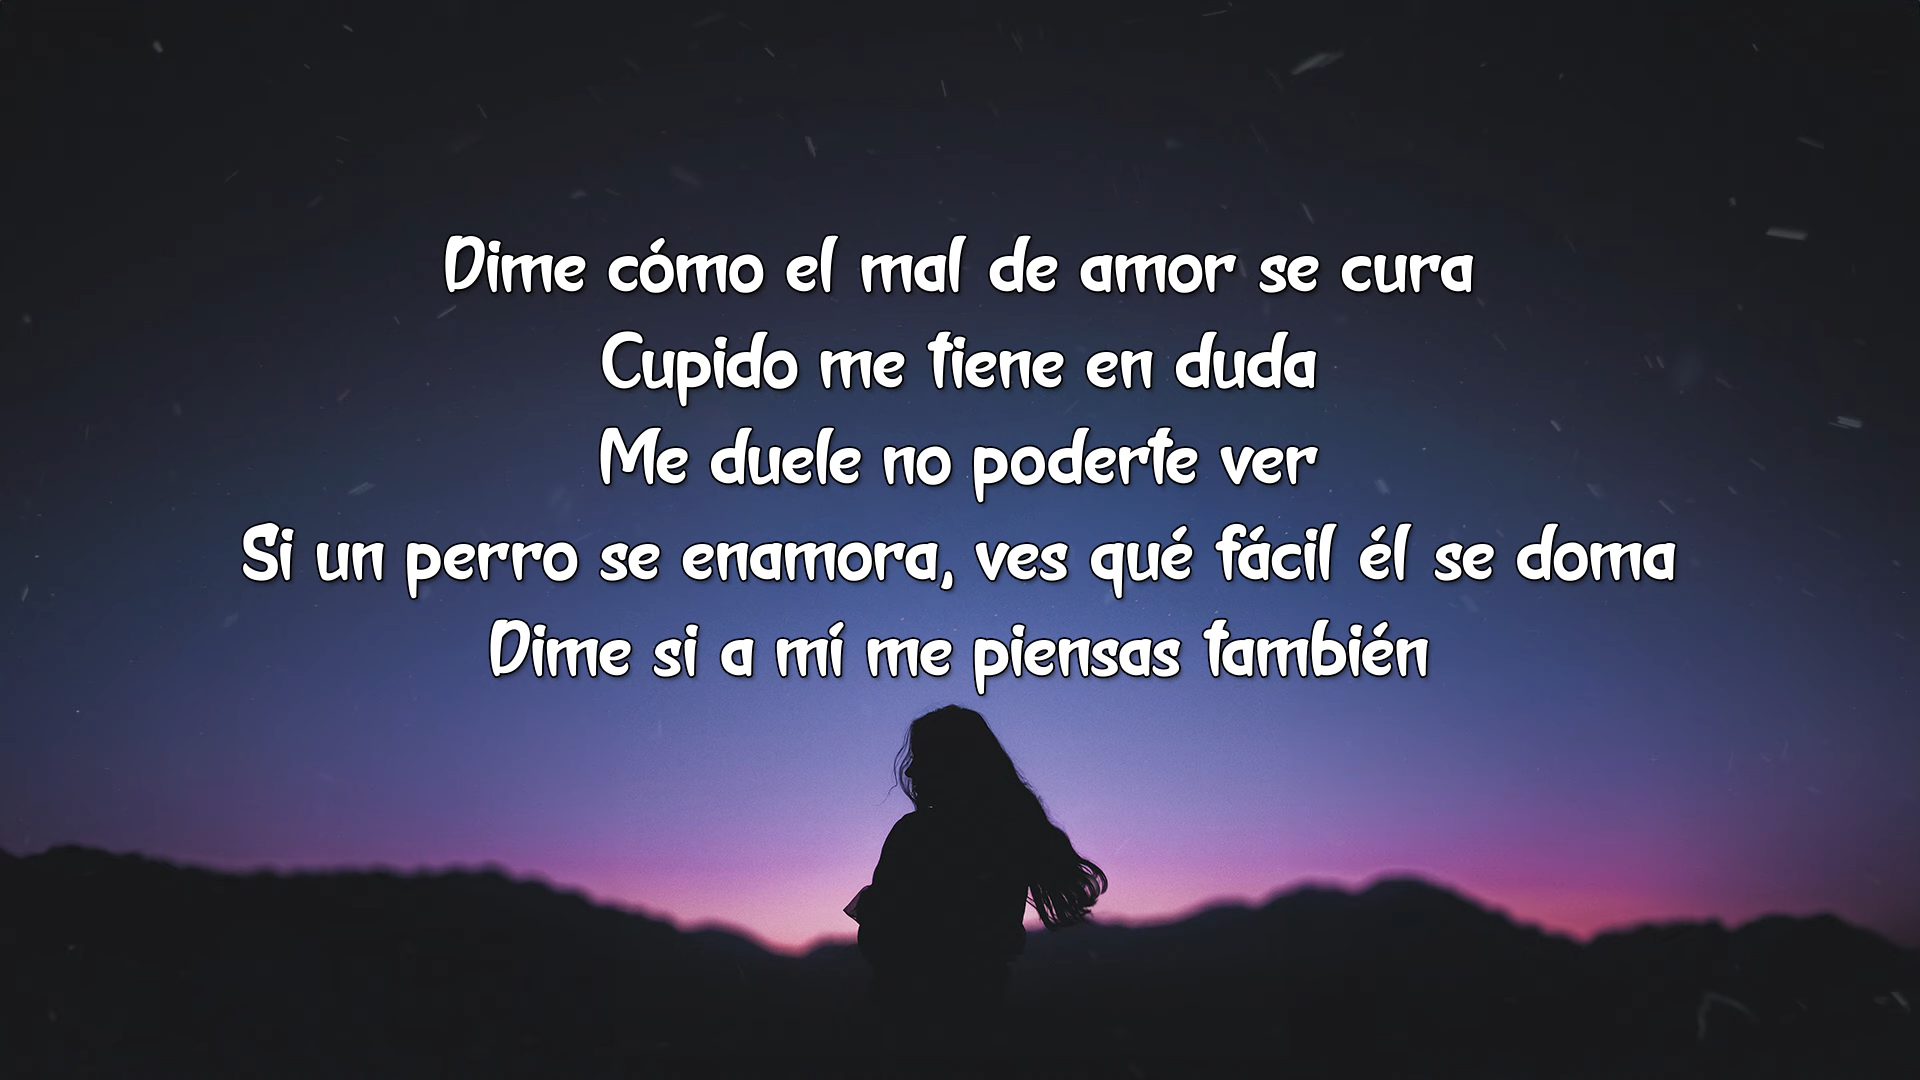 Dime cómo el mal de amor se cura
Cupido me tiene en duda
Me duele no poderte ver
Si un perro se enamora, ves qué fácil él se doma
Dime si a mí me piensas también